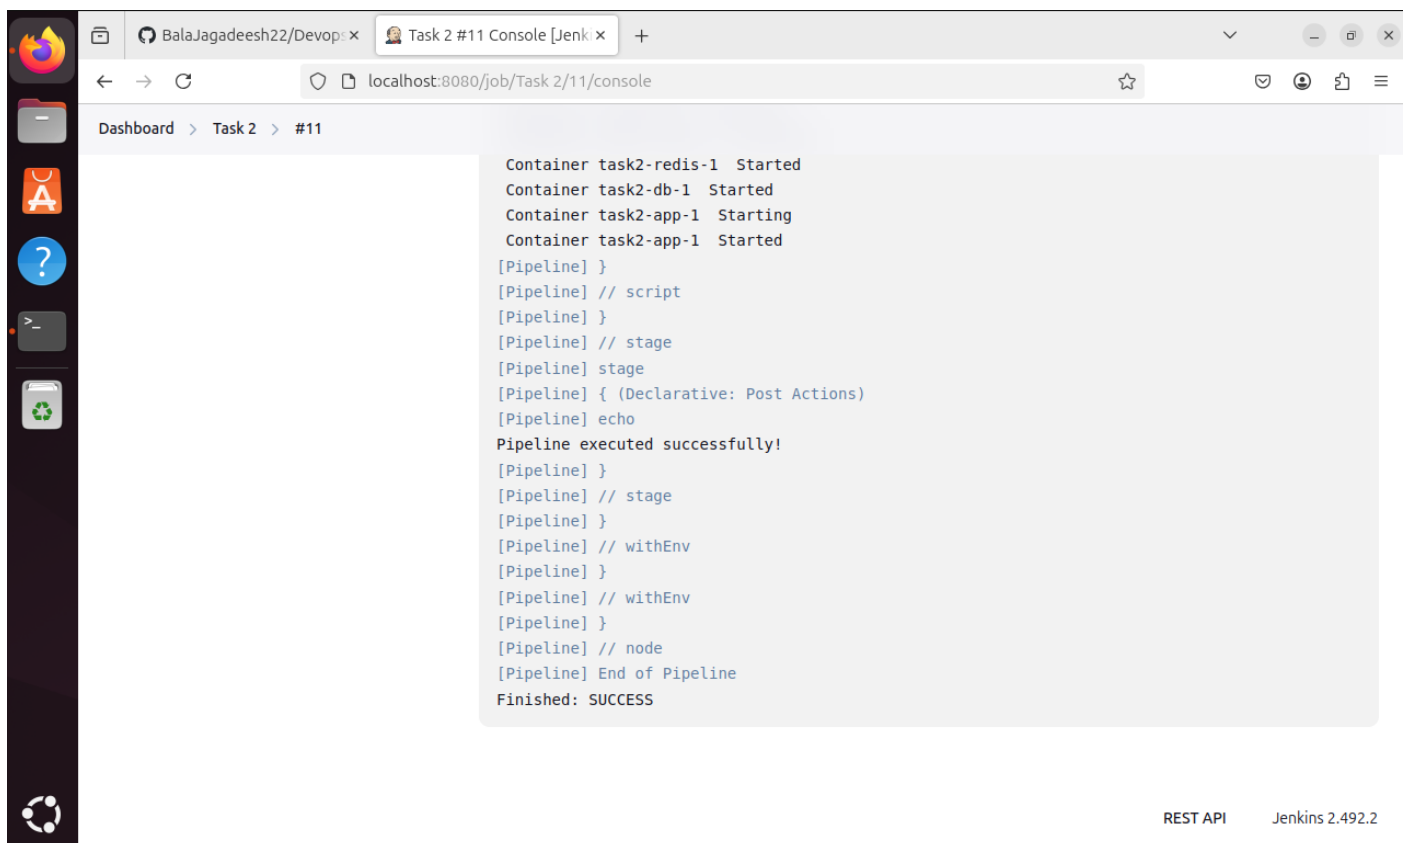 BalaJagadeesh22/Devops
Task 2 #11 Console [Jenki
localhost:8080/job/Task 2/11/console
Dashboard > Task 2 > #11
Container task2-redis-1  Started
Container task2-db-1  Started
Container task2-app-1  Starting
Container task2-app-1  Started
[Pipeline] }
[Pipeline] // script
[Pipeline] }
[Pipeline] // stage
[Pipeline] stage
[Pipeline] { (Declarative: Post Actions)
[Pipeline] echo
Pipeline executed successfully!
[Pipeline] }
[Pipeline] // stage
[Pipeline] }
[Pipeline] // withEnv
[Pipeline] }
[Pipeline] // withEnv
[Pipeline] }
[Pipeline] // node
[Pipeline] End of Pipeline
Finished: SUCCESS
REST API
Jenkins 2.492.2